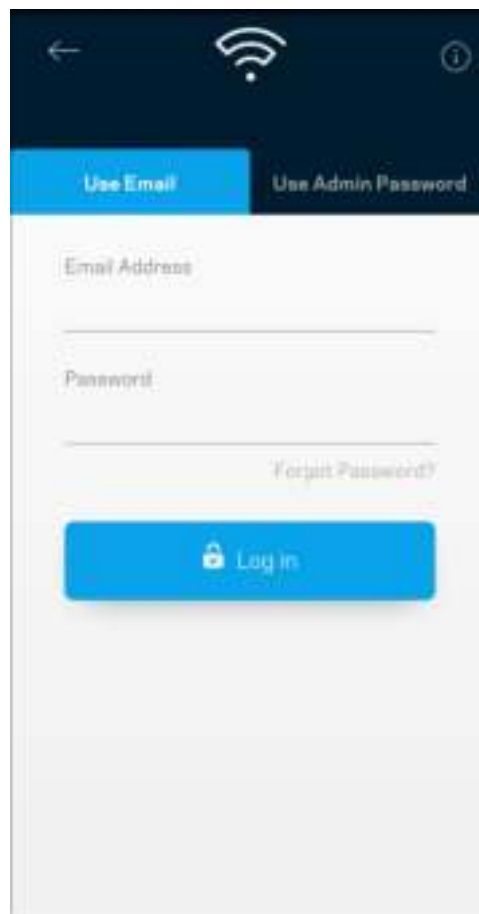 Use Email
Use Admin Password
Email Address
Password
Forgot Password?
Log in